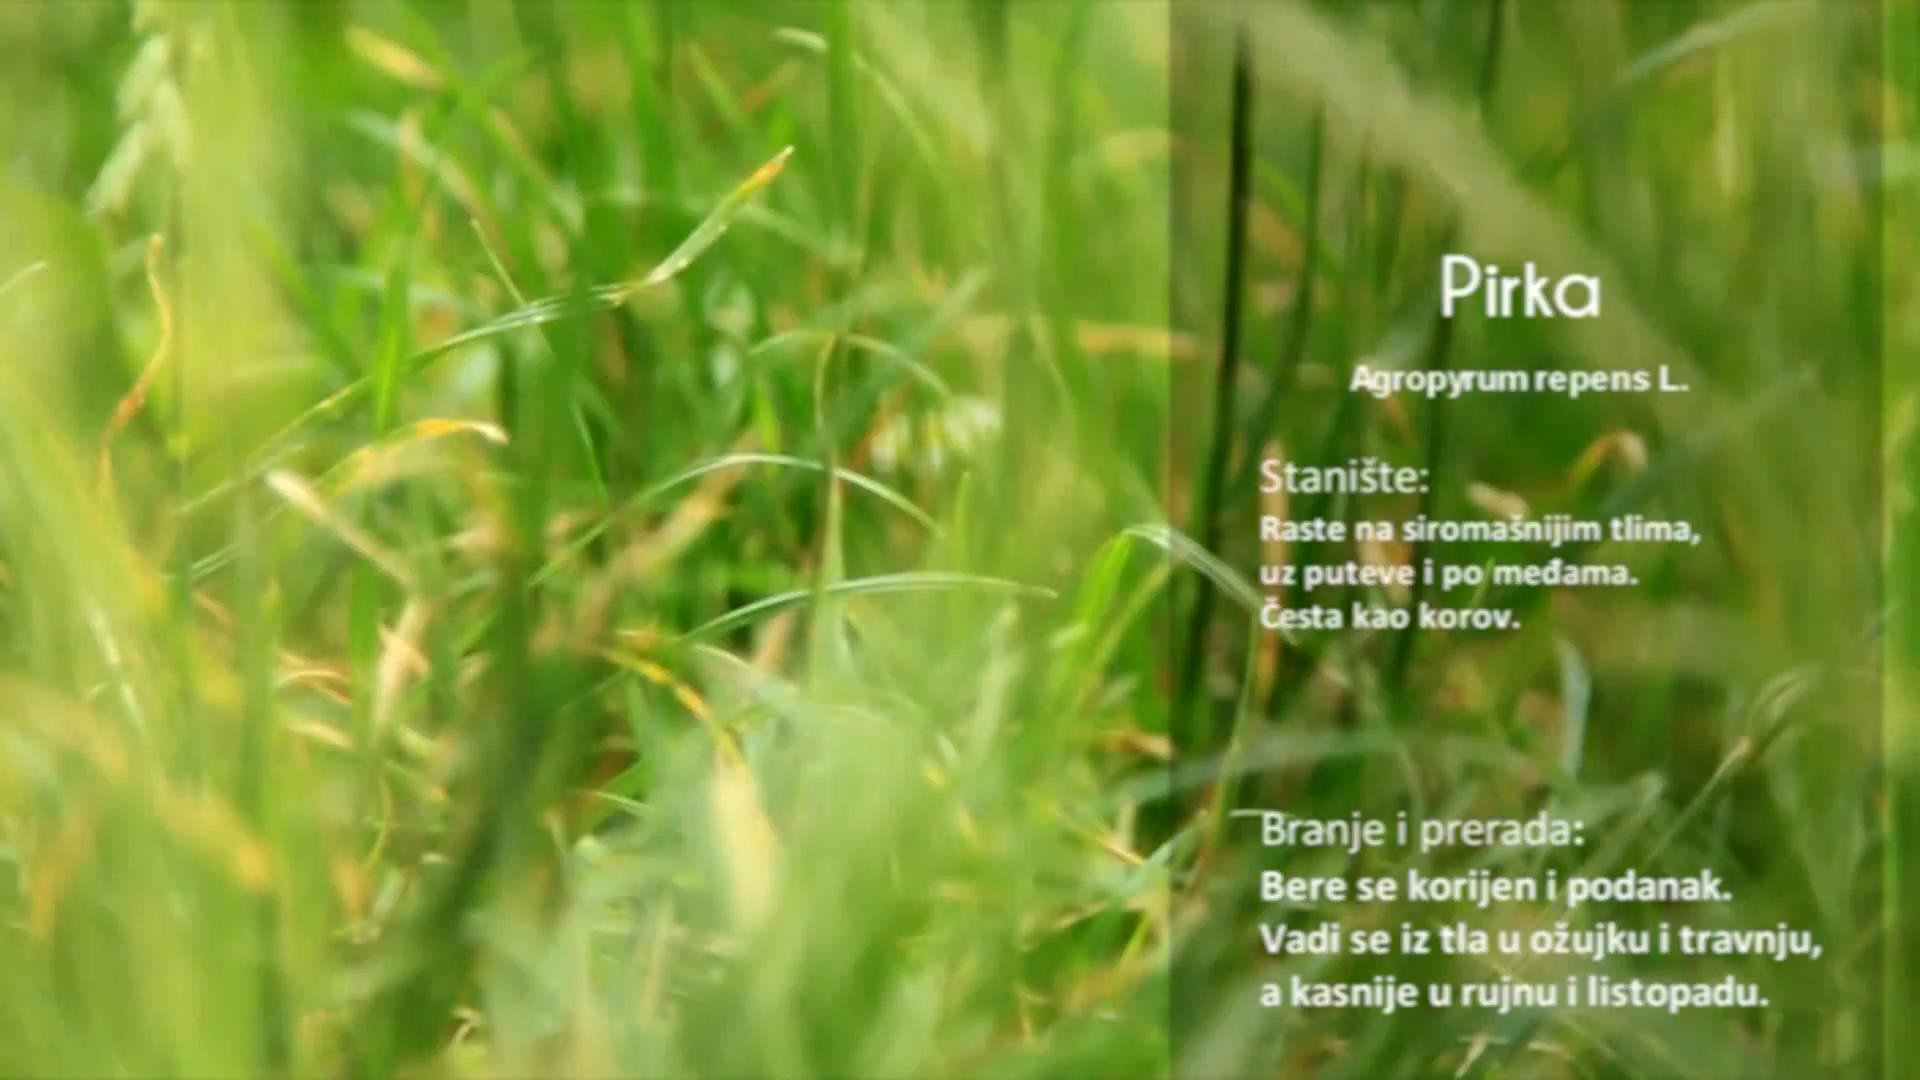 Pirka
Agropyrum repens L.
Stanište:
Raste na siromašnijim tlima,
uz puteve i po međama.
Česta kao korov.
Branje i prerada:
Bere se korijen i podanak.
Vadi se iz tla u ožujku i travnju,
a kasnije u rujnu i listopadu.